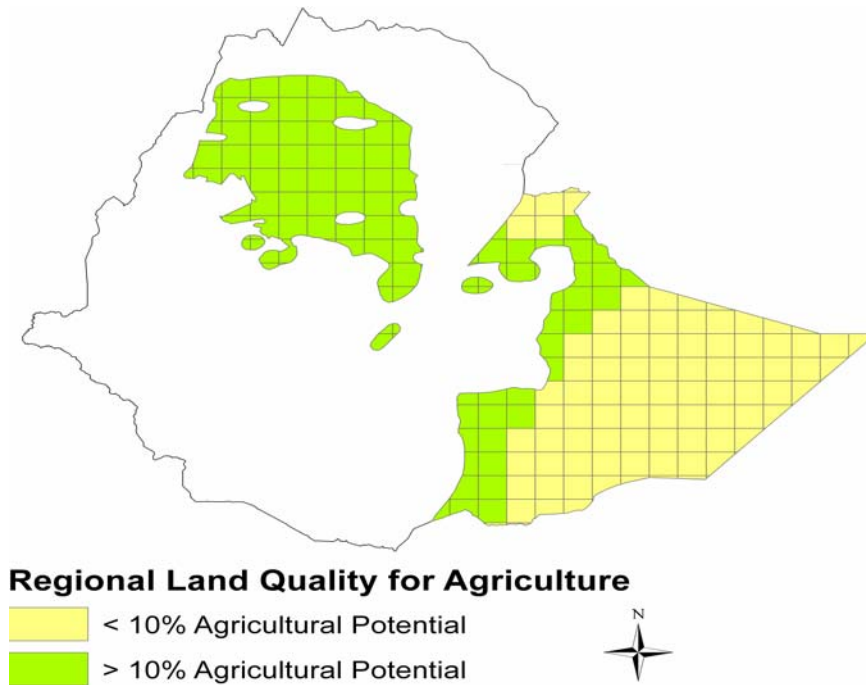 Regional Land Quality for Agriculture
< 10% Agricultural Potential
> 10% Agricultural Potential
N